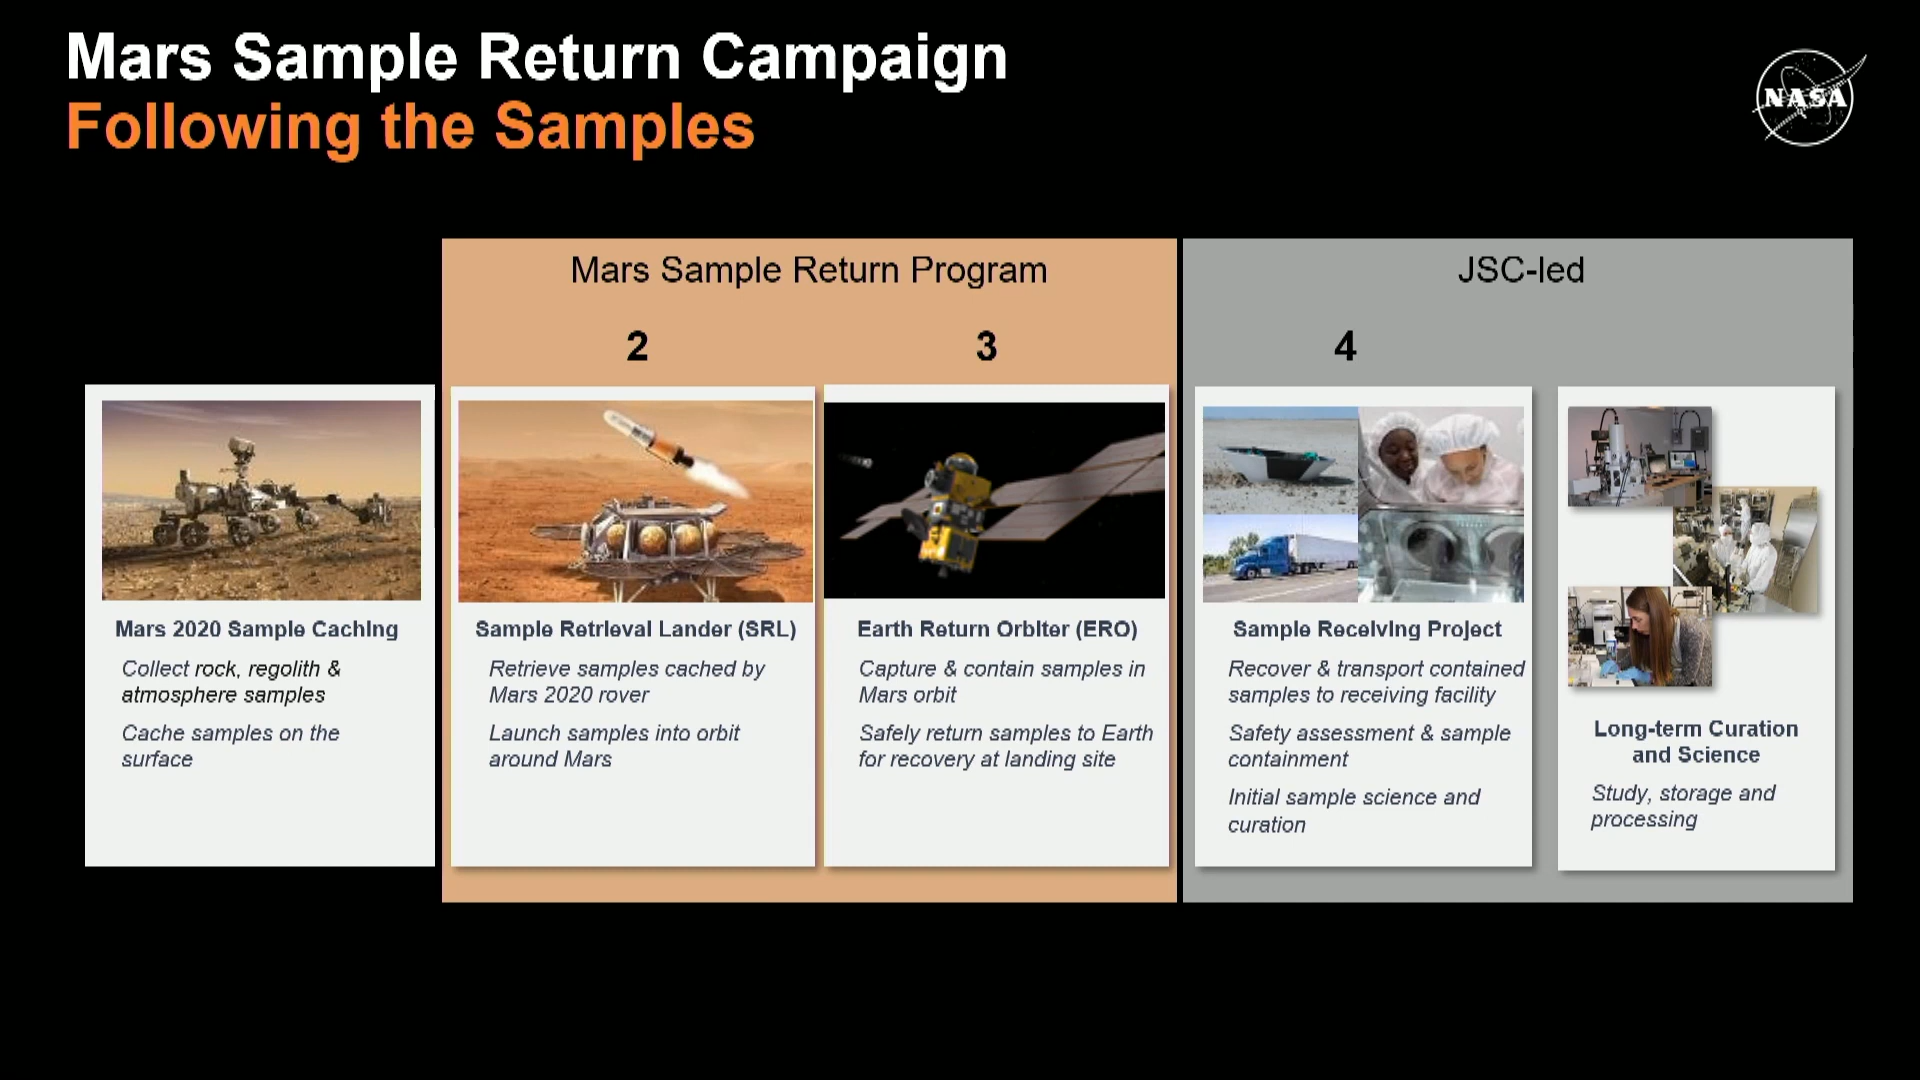 Mars Sample Return Campaign
Following the Samples
NASA
Mars Sample Return Program
JSC-led
2
3
4
Mars 2020 Sample Caching
Collect rock, regolith &
atmosphere samples
Cache samples on the
surface
Sample Retrieval Lander (SRL)
Retrieve samples cached by
Mars 2020 rover
Launch samples into orbit
around Mars
Earth Return Orbiter (ERO)
Capture & contain samples in
Mars orbit
Safely return samples to Earth
for recovery at landing site
Sample Receiving Project
Recover & transport contained
samples to receiving facility
Safety assessment & sample
containment
Initial sample science and
curation
Long-term Curation
and Science
Study, storage and
processing